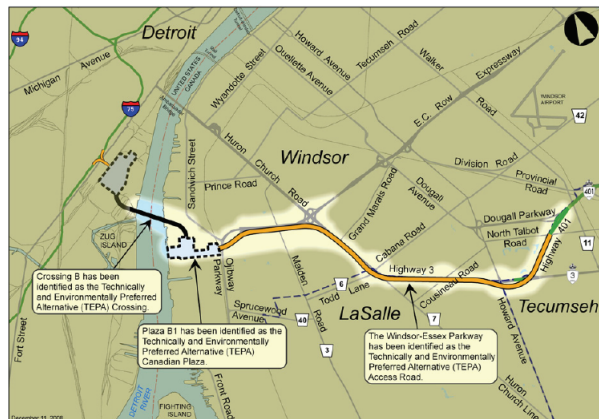 94
Michigan Avenue
Detroit
75
UNITED STATES
CANADA
Wyandotte Street
Ouellette Avenue
Howard Avenue
Tecumseh Road
Walker Road
E.C. Row Expressway
WINDSOR
AIRPORT
42
Huron Church Road
Sandwich Street
Windsor
Prince Road
Grand Marais Road
Dougall Avenue
Division Road
Provincial Road
401
Dougall Parkway
North Talbot
Road
11
Highway 401
3
ZUG
ISLAND
Ojibway
Parkway
Malden Road
Cabana Road
Highway 3
Cousineau Road
6
Todd Lane
Sprucewood
Avenue
40
3
LaSalle
7
Howard Avenue
Tecumseh
Huron
Church Line
Crossing B has been
identified as the Technically
and Environmentally Preferred
Alternative (TEPA) Crossing.
Plaza B1 has been identified as the
Technically and Environmentally
Preferred Alternative (TEPA)
Canadian Plaza.
The Windsor-Essex Parkway
has been identified as the
Technically and Environmentally
Preferred Alternative (TEPA)
Access Road.
Fort Street
DETROIT
RIVER
FIGHTING
ISLAND
Front Road